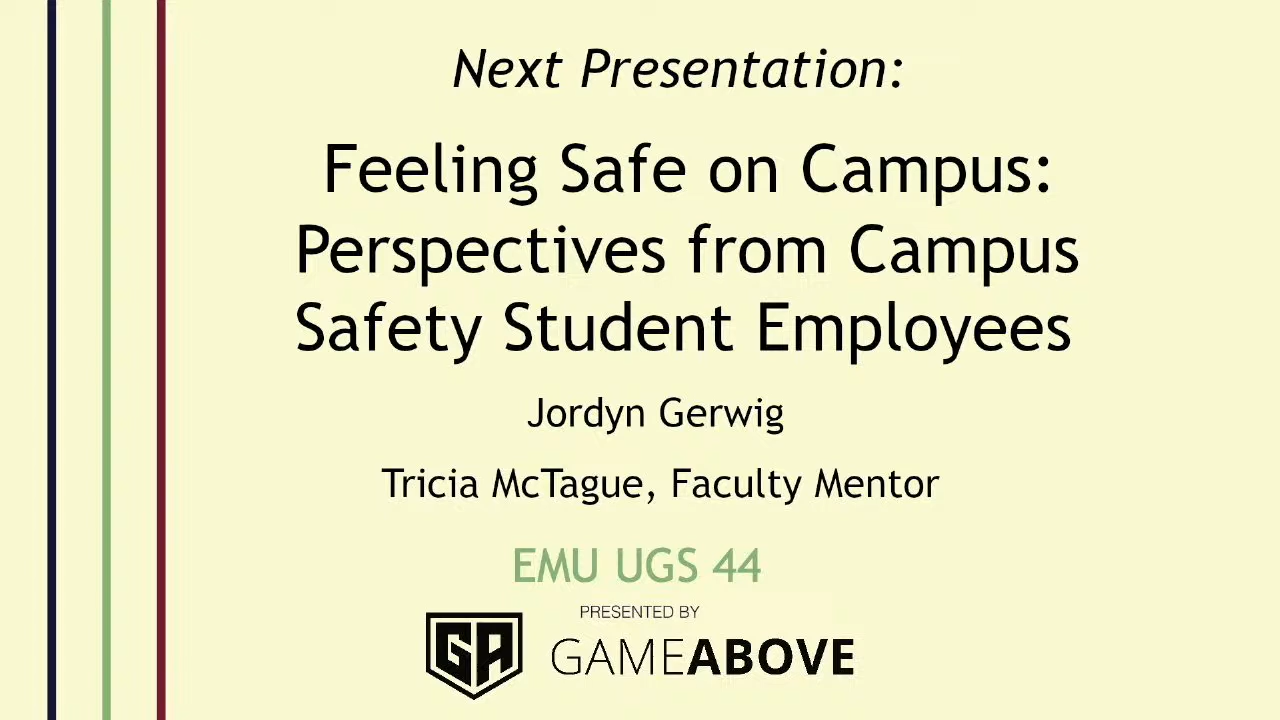 Next Presentation:
Feeling Safe on Campus:
Perspectives from Campus
Safety Student Employees
Jordyn Gerwig
Tricia McTague, Faculty Mentor
EMU UGS 44
PRESENTED BY
GA GAMEABOVE